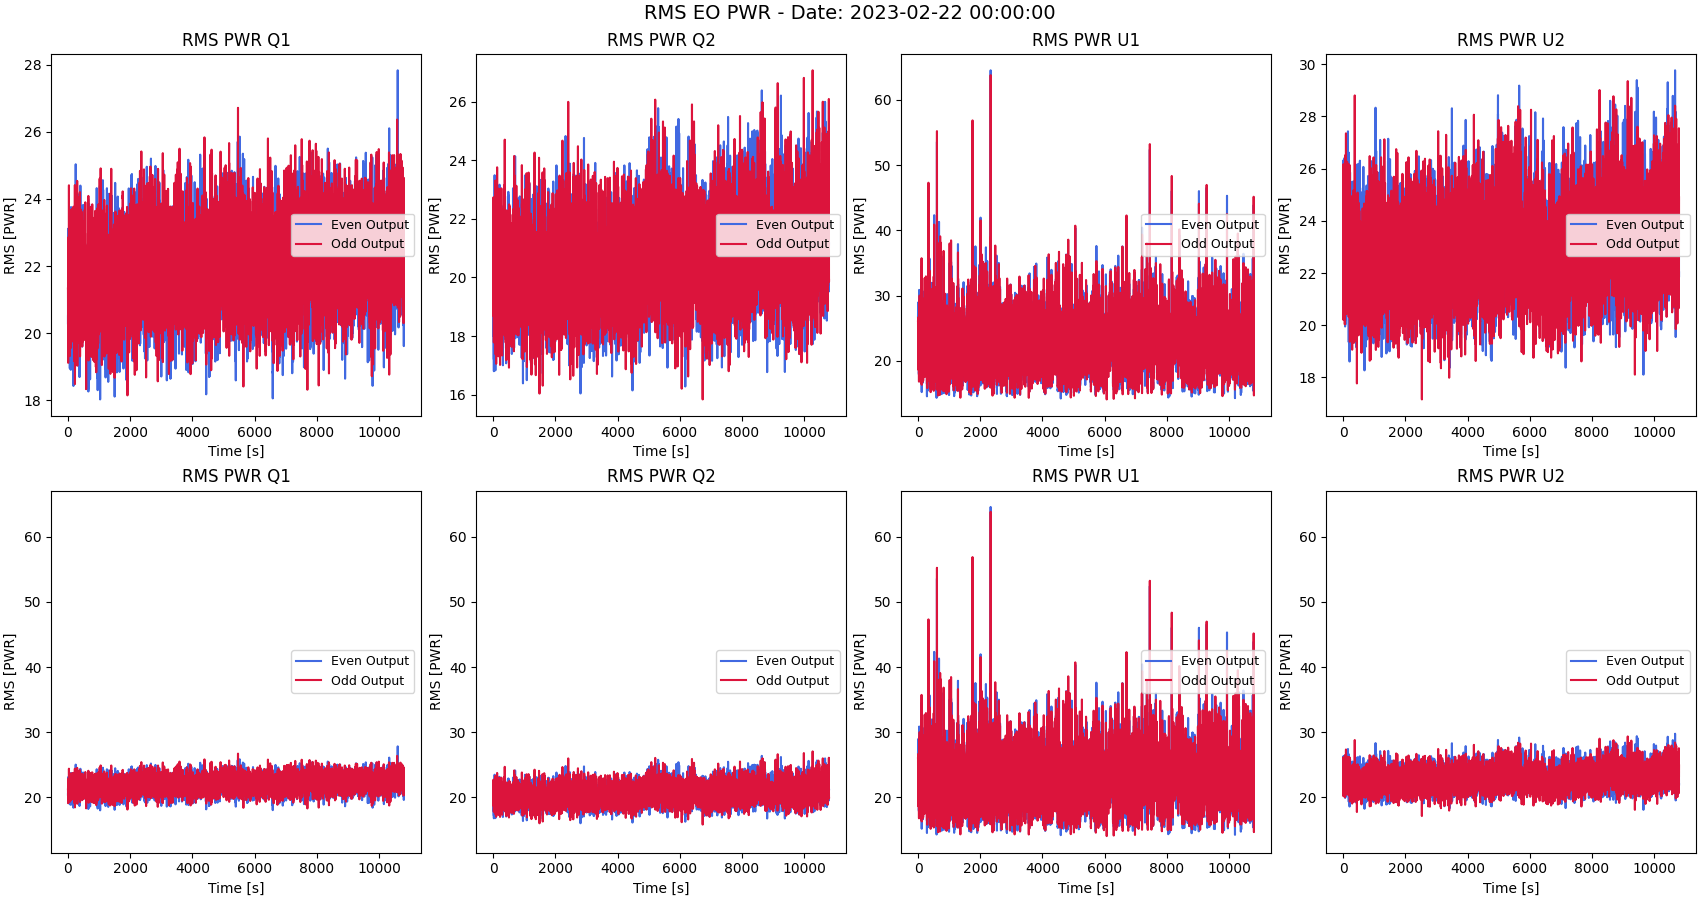 RMS EO PWR - Date: 2023-02-22 00:00:00
RMS PWR Q1
RMS [PWR]
28
26
24
22
20
18
0 2000 4000 6000 8000 10000
Time [s]
Even Output
Odd Output
RMS PWR Q2
RMS [PWR]
26
24
22
20
18
16
0 2000 4000 6000 8000 10000
Time [s]
Even Output
Odd Output
RMS PWR U1
RMS [PWR]
60
50
40
30
20
0 2000 4000 6000 8000 10000
Time [s]
Even Output
Odd Output
RMS PWR U2
RMS [PWR]
30
28
26
24
22
20
18
0 2000 4000 6000 8000 10000
Time [s]
Even Output
Odd Output
RMS PWR Q1
RMS [PWR]
60
50
40
30
20
0 2000 4000 6000 8000 10000
Time [s]
Even Output
Odd Output
RMS PWR Q2
RMS [PWR]
60
50
40
30
20
0 2000 4000 6000 8000 10000
Time [s]
Even Output
Odd Output
RMS PWR U1
RMS [PWR]
60
50
40
30
20
0 2000 4000 6000 8000 10000
Time [s]
Even Output
Odd Output
RMS PWR U2
RMS [PWR]
60
50
40
30
20
0 2000 4000 6000 8000 10000
Time [s]
Even Output
Odd Output